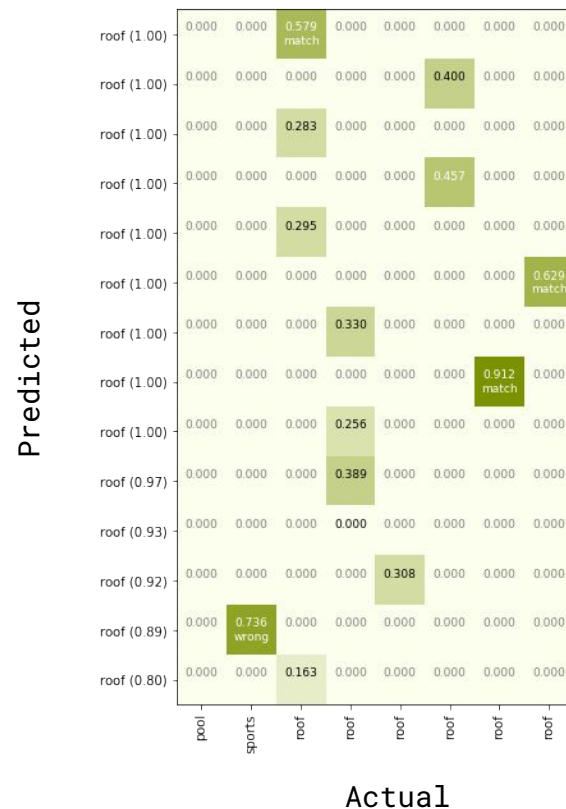 roof (1.00) 0.000 0.000 0.579 0.000 0.000 0.000 0.000 0.000
match
roof (1.00) 0.000 0.000 0.000 0.000 0.000 0.400 0.000 0.000
roof (1.00) 0.000 0.000 0.283 0.000 0.000 0.000 0.000 0.000
roof (1.00) 0.000 0.000 0.000 0.000 0.000 0.457 0.000 0.000
roof (1.00) 0.000 0.000 0.295 0.000 0.000 0.000 0.000 0.000
roof (1.00) 0.000 0.000 0.000 0.000 0.000 0.000 0.000 0.629
match
roof (1.00) 0.000 0.000 0.000 0.330 0.000 0.000 0.000 0.000
roof (1.00) 0.000 0.000 0.000 0.000 0.000 0.000 0.912 0.000
match
roof (1.00) 0.000 0.000 0.000 0.256 0.000 0.000 0.000 0.000
roof (0.97) 0.000 0.000 0.000 0.389 0.000 0.000 0.000 0.000
roof (0.93) 0.000 0.000 0.000 0.000 0.000 0.000 0.000 0.000
roof (0.92) 0.000 0.000 0.000 0.000 0.308 0.000 0.000 0.000
roof (0.89) 0.000 0.736 0.000 0.000 0.000 0.000 0.000 0.000
wrong
roof (0.80) 0.000 0.000 0.163 0.000 0.000 0.000 0.000 0.000
pool sports roof roof roof roof roof roof
Predicted
Actual